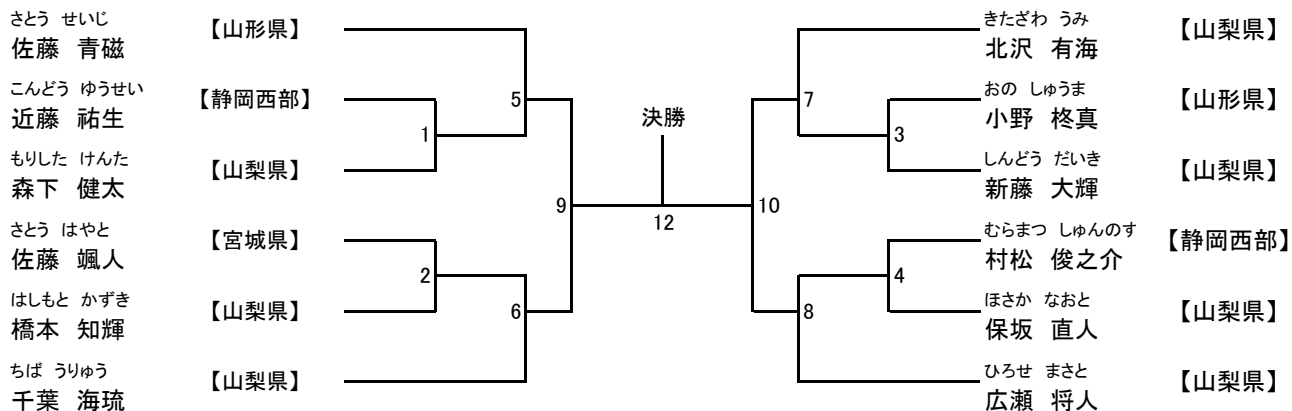 さとう せいじ
佐藤 青磁 【山形県】
こんどう ゆうせい
近藤 祐生 【静岡西部】
もりした けんた
森下 健太 【山梨県】
さとう はやと
佐藤 颯人 【宮城県】
はしもと かずき
橋本 知輝 【山梨県】
ちば うりゅう
千葉 海琉 【山梨県】
1
2
5
6
9
決勝
12
10
7
8
3
4
きたざわ うみ
北沢 有海 【山梨県】
おの しゅうま
小野 柊真 【山形県】
しんどう だいき
新藤 大輝 【山梨県】
むらまつ しゅんのす
村松 俊之介 【静岡西部】
ほさか なおと
保坂 直人 【山梨県】
ひろせ まさと
広瀬 将人 【山梨県】